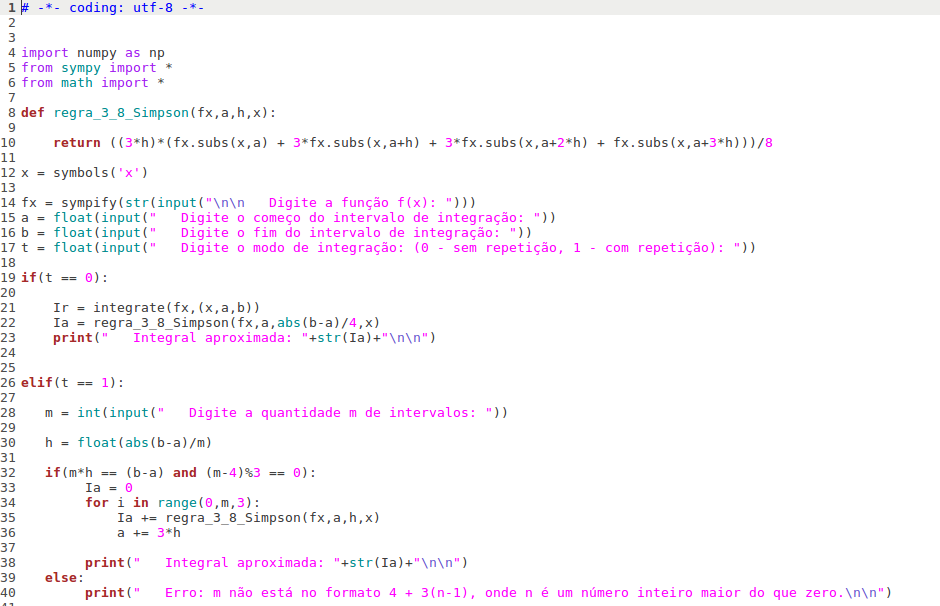 1 # -*- coding: utf-8 -*-
2
3
4 import numpy as np
5 from sympy import *
6 from math import *
7
8 def regra_3_8_Simpson(fx,a,h,x):
9
10     return ((3*h)*(fx.subs(x,a) + 3*fx.subs(x,a+h) + 3*fx.subs(x,a+2*h) + fx.subs(x,a+3*h)))/8
11
12 x = symbols('x')
13
14 fx = sympify(str(input("\n\n   Digite a função f(x): ")))
15 a = float(input("   Digite o começo do intervalo de integração: "))
16 b = float(input("   Digite o fim do intervalo de integração: "))
17 t = float(input("   Digite o modo de integração: (0 - sem repetição, 1 - com repetição): "))
18
19 if(t == 0):
20
21     Ir = integrate(fx,(x,a,b))
22     Ia = regra_3_8_Simpson(fx,a,abs(b-a)/4,x)
23     print("   Integral aproximada: "+str(Ia)+"\n\n")
24
25
26 elif(t == 1):
27
28    m = int(input("   Digite a quantidade m de intervalos: "))
29
30    h = float(abs(b-a)/m)
31
32    if(m*h == (b-a) and (m-4)%3 == 0):
33         Ia = 0
34         for i in range(0,m,3):
35             Ia += regra_3_8_Simpson(fx,a,h,x)
36             a += 3*h
37
38         print("   Integral aproximada: "+str(Ia)+"\n\n")
39    else:
40         print("   Erro: m não está no formato 4 + 3(n-1), onde n é um número inteiro maior do que zero.\n\n")